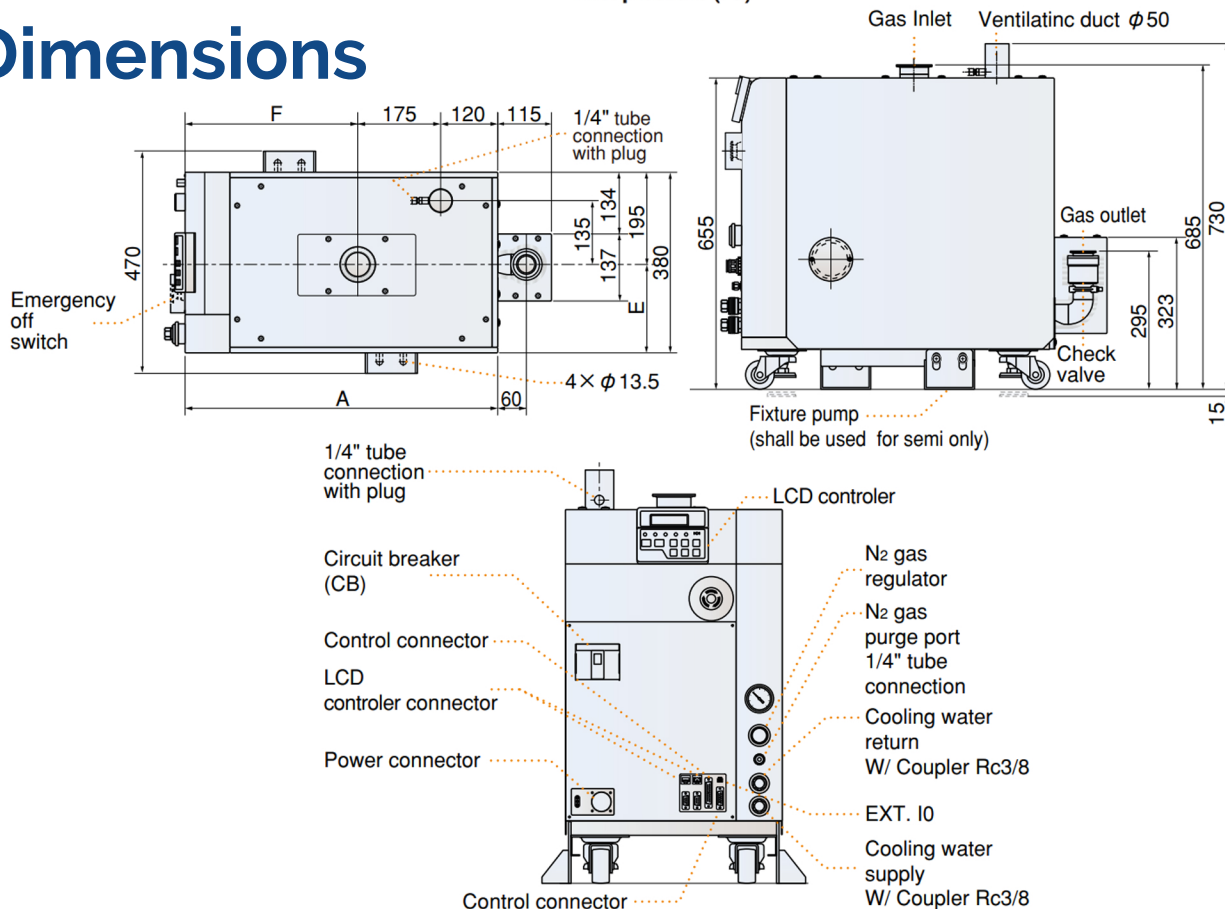 Dimensions
Gas Inlet
Ventilatinc duct φ50
F
175
120
115
1/4" tube
connection
with plug
470
134
135
195
137
380
E
Emergency
off
switch
4× φ13.5
A
60
655
Gas outlet
685
730
295
323
Check
valve
15
Fixture pump
(shall be used for semi only)
1/4" tube
connection
with plug
LCD controler
Circuit breaker
(CB)
Control connector
LCD
controler connector
Power connector
Control connector
N2 gas
regulator
N2 gas
purge port
1/4" tube
connection
Cooling water
return
W/ Coupler Rc3/8
EXT. I0
Cooling water
supply
W/ Coupler Rc3/8